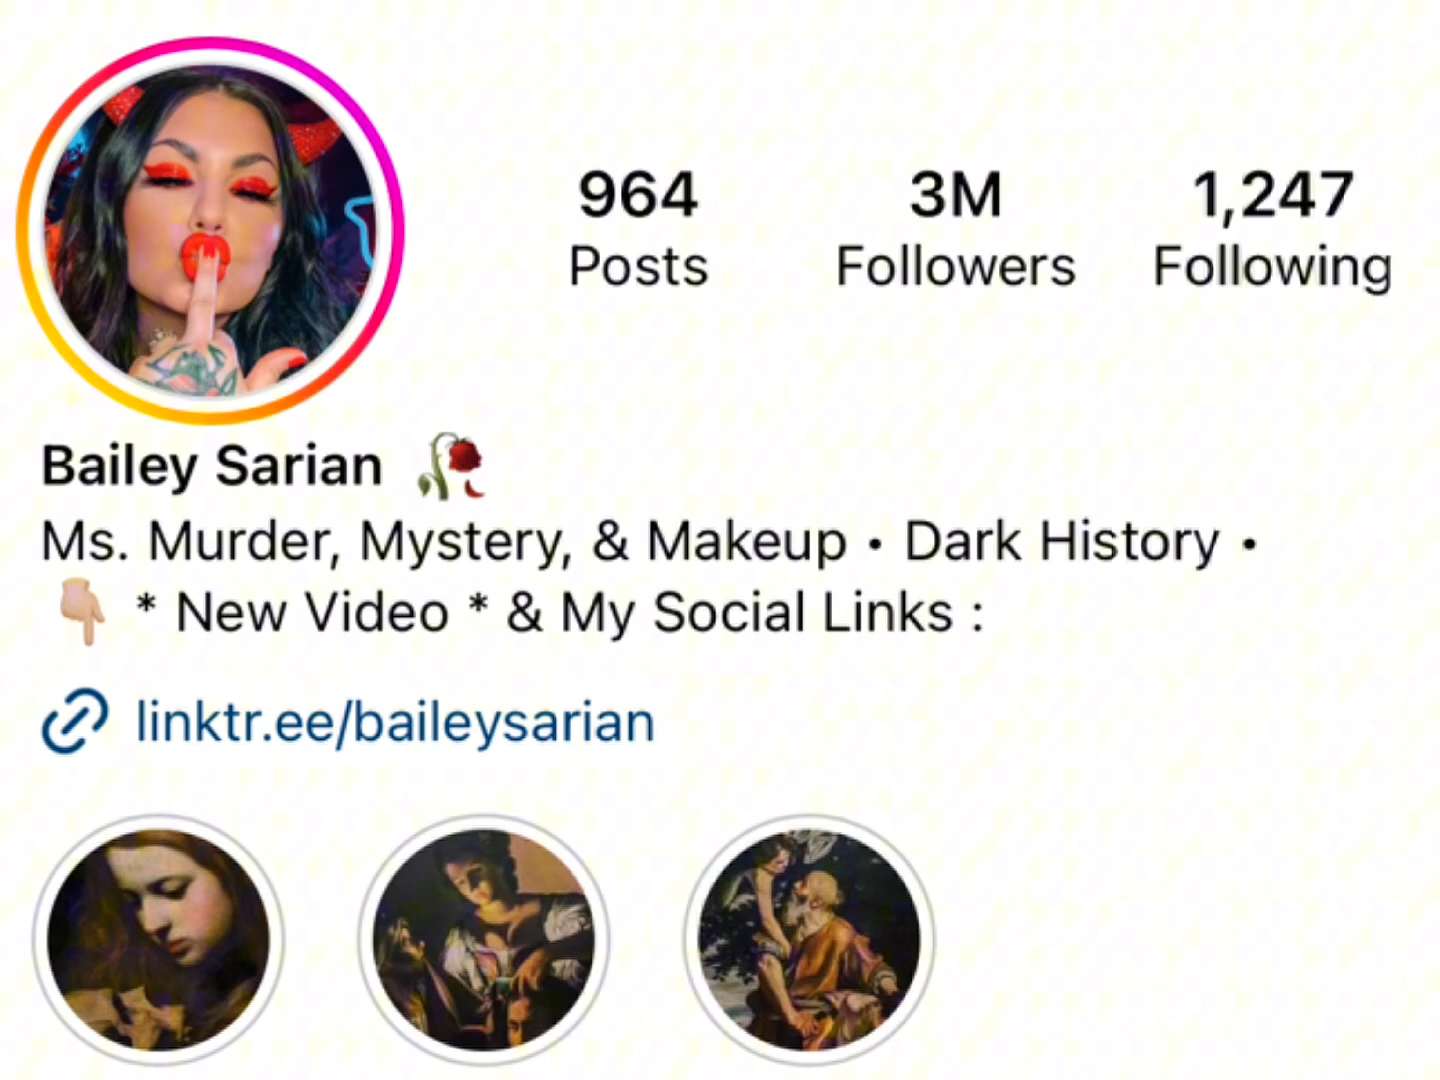 964 3M 1,247
Posts Followers Following
Bailey Sarian 🥀
Ms. Murder, Mystery, & Makeup • Dark History •
👇🏼 * New Video * & My Social Links :
linktr.ee/baileysarian